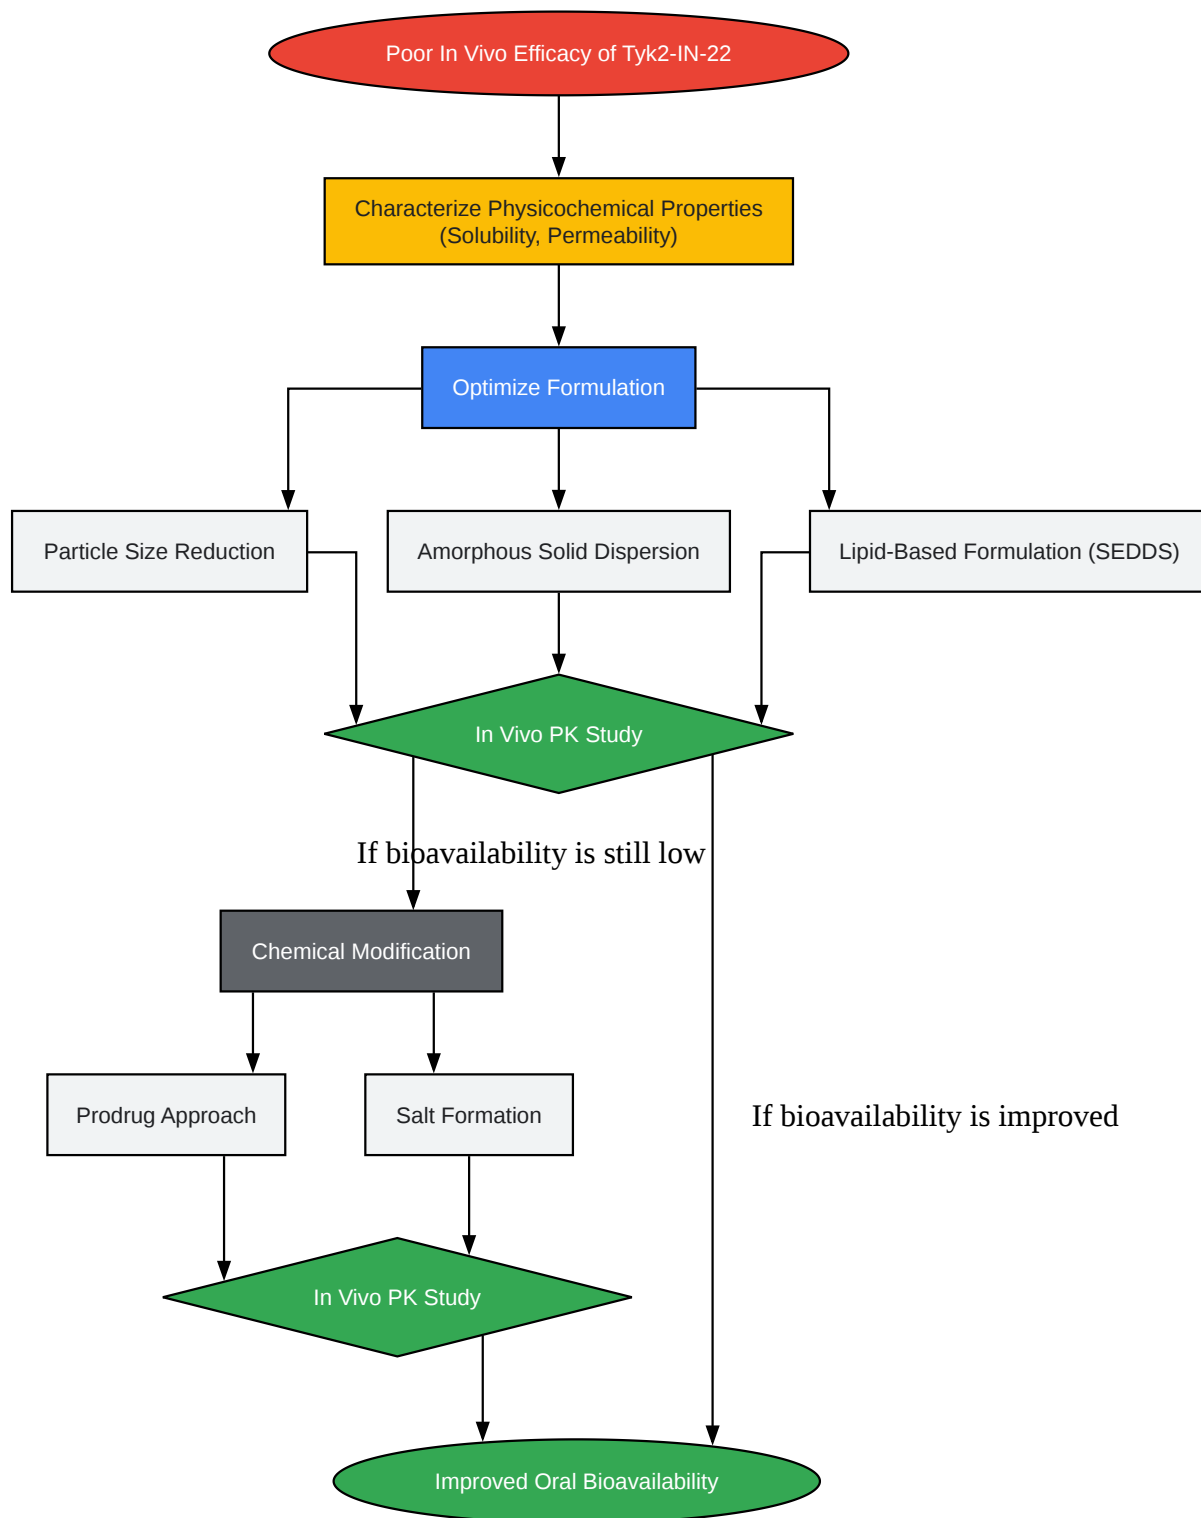 Poor In Vivo Efficacy of Tyk2-IN-22
Characterize Physicochemical Properties
(Solubility, Permeability)
Optimize Formulation
Particle Size Reduction
Amorphous Solid Dispersion
Lipid-Based Formulation (SEDDS)
In Vivo PK Study
If bioavailability is still low
Chemical Modification
Prodrug Approach
Salt Formation
If bioavailability is improved
In Vivo PK Study
Improved Oral Bioavailability